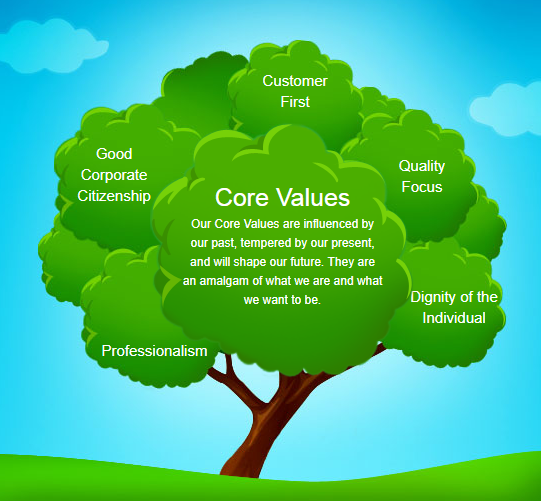 Customer
First
Good
Corporate
Citizenship
Quality
Focus
Core Values
Our Core Values are influenced by
our past, tempered by our present,
and will shape our future. They are
an amalgam of what we are and what
we want to be.
Dignity of the
Individual
Professionalism